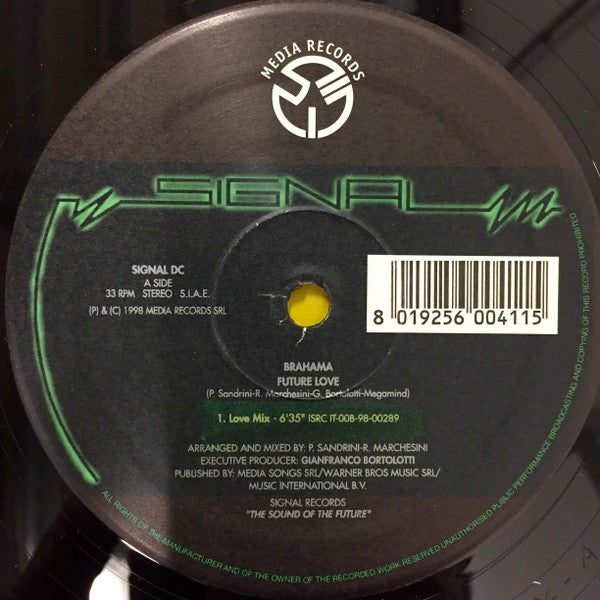 MEDIA RECORDS
SIGNAL
SIGNAL DC
A SIDE
33 RPM STEREO S.I.A.E.
(P) & (C) 1998 MEDIA RECORDS SRL
8 019256 004115
BRAHAMA
FUTURE LOVE
(P. Sandrini-R. Marchesini-G. Bortolotti-Megamind)
1. Love Mix - 6'35" ISRC IT-00B-98-00289
ARRANGED AND MIXED BY: P. SANDRINI-R. MARCHESINI
EXECUTIVE PRODUCER: GIANFRANCO BORTOLOTTI
PUBLISHED BY: MEDIA SONGS SRL/WARNER BROS MUSIC SRL/
MUSIC INTERNATIONAL B.V.
SIGNAL RECORDS
"THE SOUND OF THE FUTURE"
ALL RIGHTS OF THE MANUFACTURER AND OF THE OWNER OF THE RECORDED WORK RESERVED UNAUTHORISED PUBLIC PERFORMANCE BROADCASTING AND COPYING OF THIS RECORD PROHIBITED